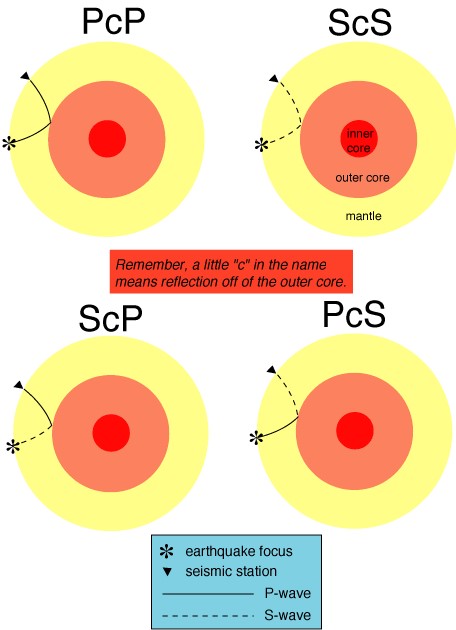 PcP
ScS
inner
core
outer core
mantle
Remember, a little "c" in the name
means reflection off of the outer core.
ScP
PcS
earthquake focus
seismic station
P-wave
S-wave